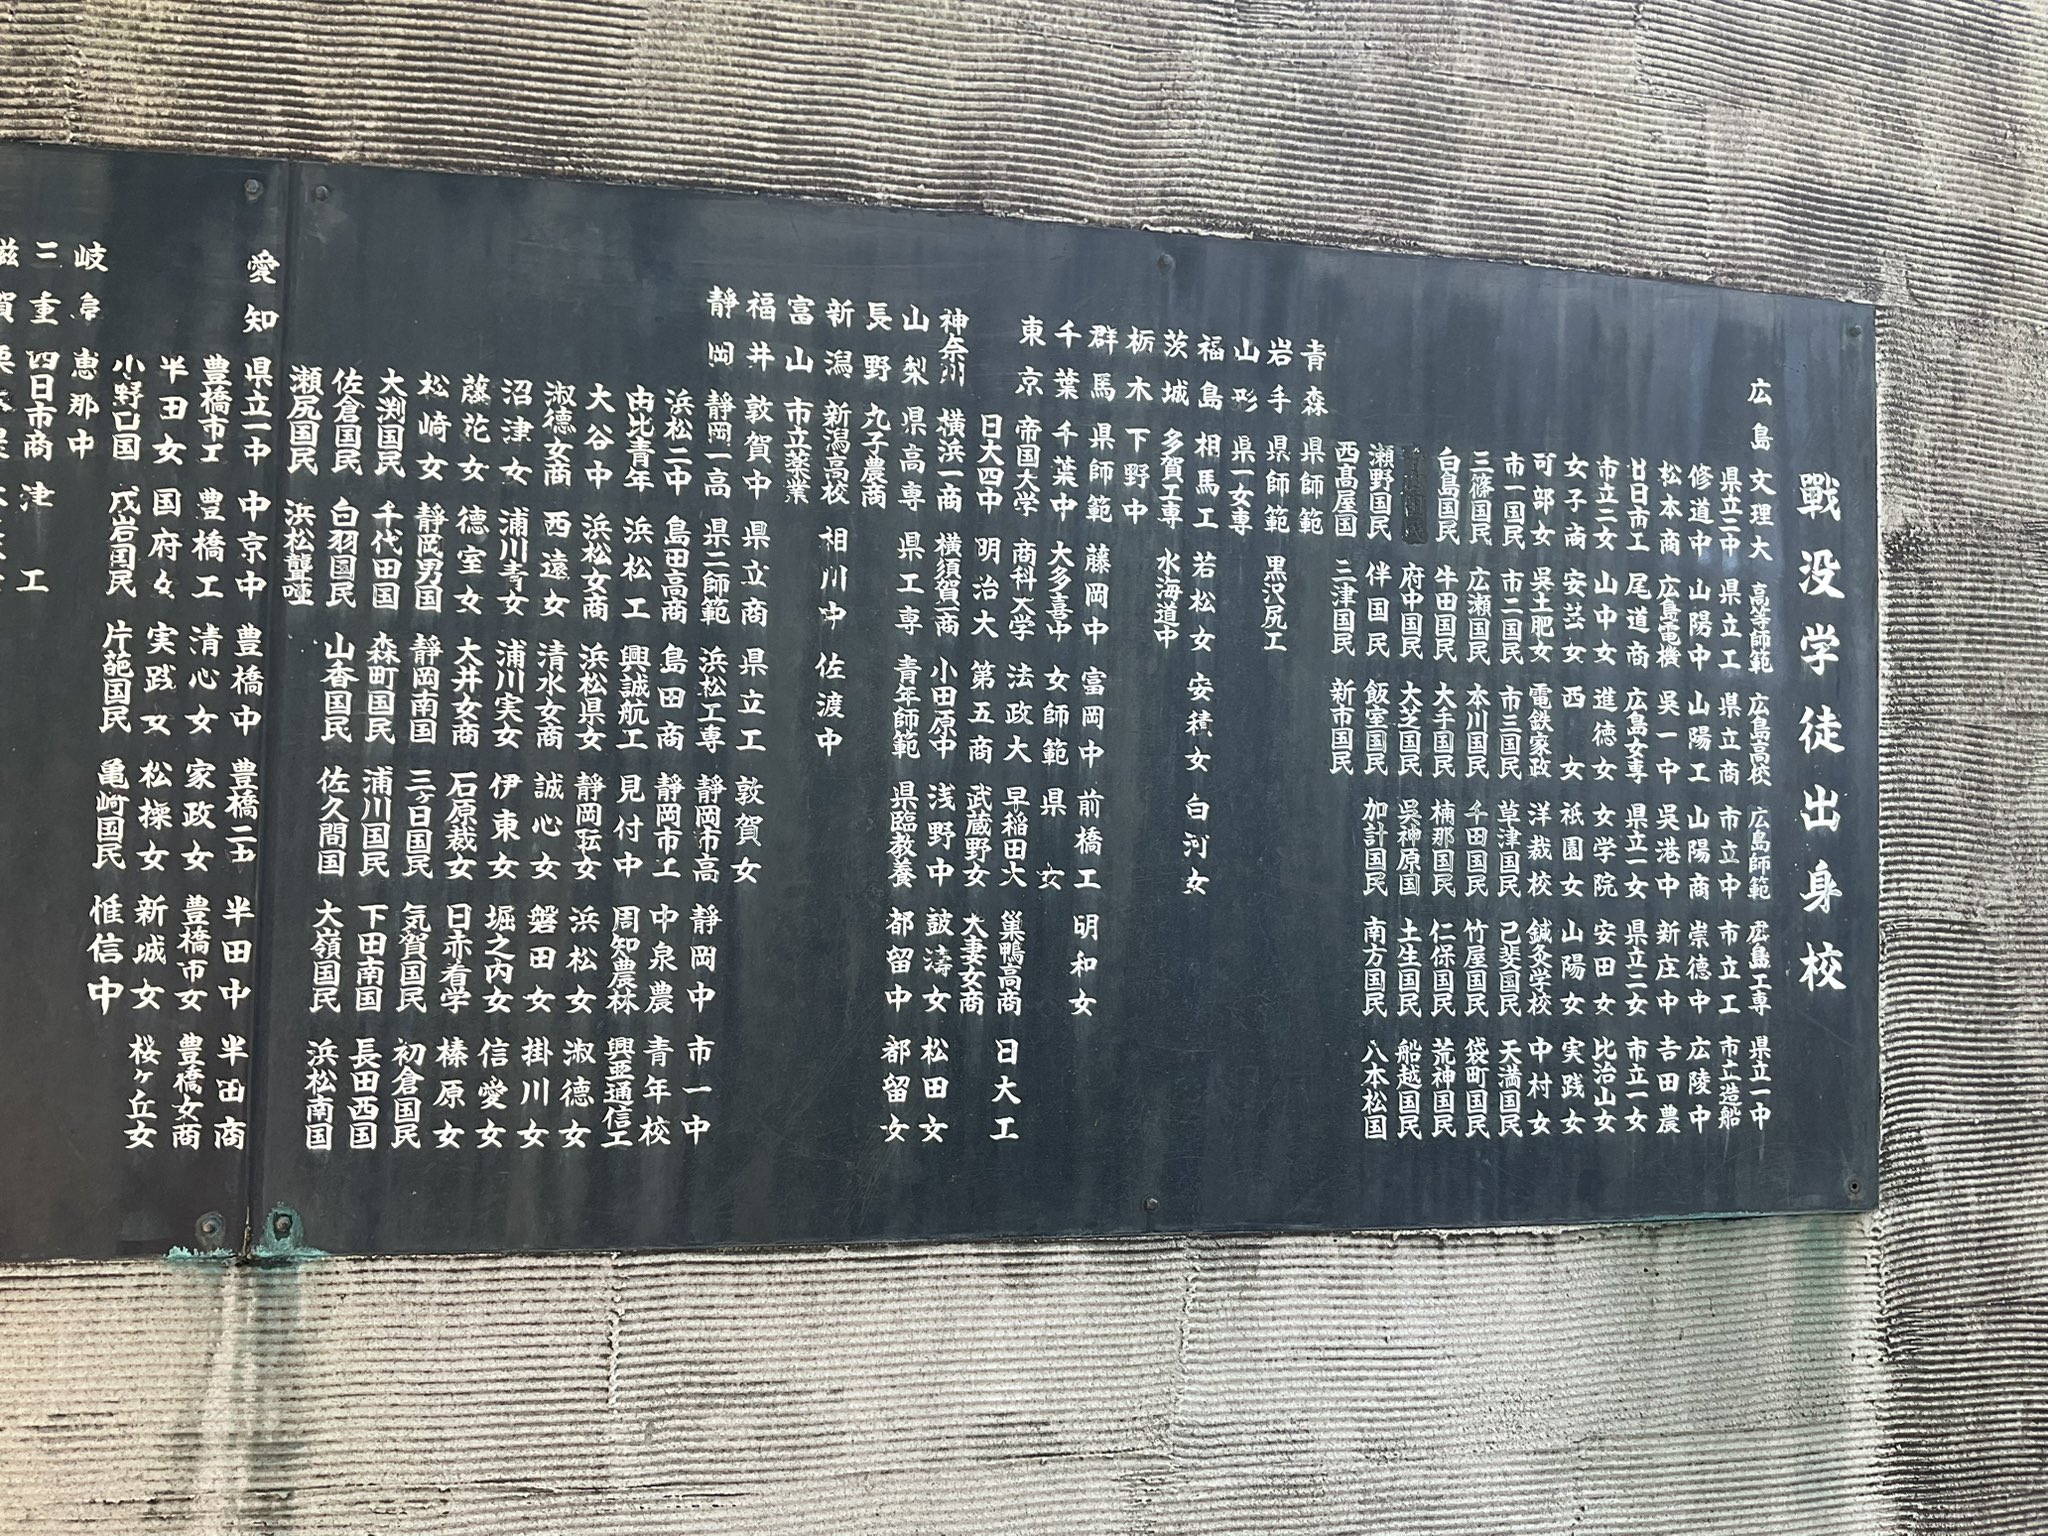 戰没学徒出身校
広島 文理大 高等師範 広島高校 広島師範 広島工専 県立一中
県立二中 県立工 県立商 市立中 市立工 市立造船
修道中 山陽中 山陽工 山陽商 崇徳中 広陵中
松本商 広島電機 呉一中 呉港中 新庄中 吉田農
廿日市工 尾道商 広島女専 県立一女 県立二女 市立一女
市立二女 山中女 進徳女 女学院 安田女 比治山女
女子商 安芸女 西女 祇園女 山陽女 実践女
可部女 呉土肥女 電鉄家政 洋裁校 鍼灸学校 中村女
市一国民 市二国民 市三国民 草津国民 己斐国民 天満国民
三篠国民 広瀬国民 本川国民 千田国民 竹屋国民 袋町国民
白島国民 牛田国民 大手国民 楠那国民 仁保国民 荒神国民
府中国民 大芝国民 呉神原国 土生国民 船越国民
瀬野国民 伴国民 飯室国民 加計国民 南方国民 八本松国
西高屋国 三津国民 新市国民
青森 県師範
岩手 県師範 黒沢尻工
山形 県一女専
福島 相馬工 若松女 安積女 白河女
茨城 多賀工専 水海道中
栃木 下野中
群馬 県師範 藤岡中 富岡中 前橋工 明和女
千葉 千葉中 大多喜中 女師範 県女
東京 帝国大学 商科大学 法政大 早稲田大 巣鴨高商 日大工
日大四中 明治大 第五商 武蔵野女 大妻女商
神奈川 横浜一商 横須賀商 小田原中 浅野中 鼓濤女 松田女
山梨 県高専 県工専 青年師範 県臨教養 都留中 都留女
長野 丸子農商
新潟 新潟高校 相川中 佐渡中
富山 市立薬業
福井 敦賀中 県立商 県立工 敦賀女
静岡 静岡一高 県二師範 浜松工専 静岡市高 静岡中 市一中
浜松二中 島田高商 島田商 静岡市工 中泉農 青年校
由比青年 浜松工 興誠航工 見付中 周知農林 興亜通信工
大谷中 浜松女商 浜松県女 静岡耘女 浜松女 淑徳女
淑徳女商 西遠女 清水女商 誠心女 磐田女 掛川女
沼津女 浦川青女 浦川実女 伊東女 堀之内女 信愛女
藤花女 徳室女 大井女商 石原裁女 日赤看学 榛原女
松崎女 静岡男国 静岡南国 三ヶ日国民 気賀国民 初倉国民
大渕国民 千代田国 森町国民 浦川国民 下田南国 長田西国
佐倉国民 白羽国民 山香国民 佐久間国 大嶺国民 浜松南国
瀬尻国民 浜松聾唖
愛知 県立一中 中京中 豊橋中 豊橋二五 半田中 半田商
豊橋市工 豊橋工 清心女 家政女 豊橋市女 豊橋女商
半田女 国府女 実践女 松操女 新城女 桜ヶ丘女
小野口国 戊岩国民 片葩国民 亀崎国民 惟信中
岐阜 恵那中
三重 四日市商 津工
滋賀